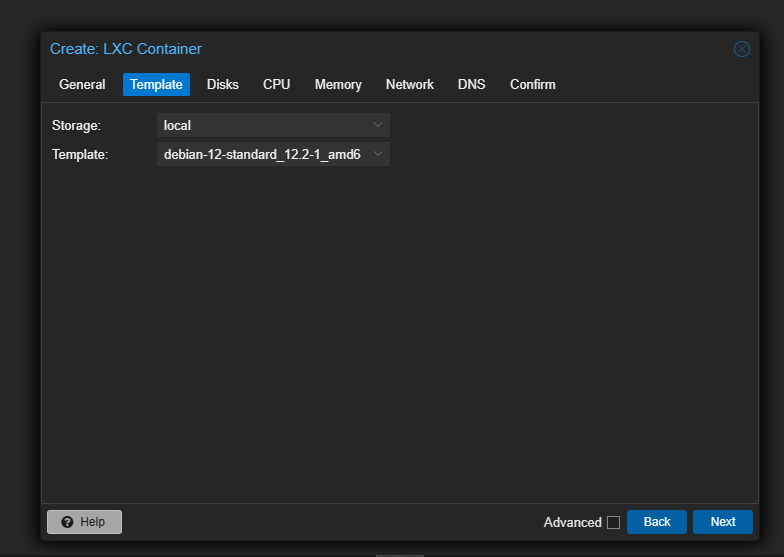 Create: LXC Container
General Template Disks CPU Memory Network DNS Confirm
Storage: local
Template: debian-12-standard_12.2-1_amd6
Help Advanced Back Next